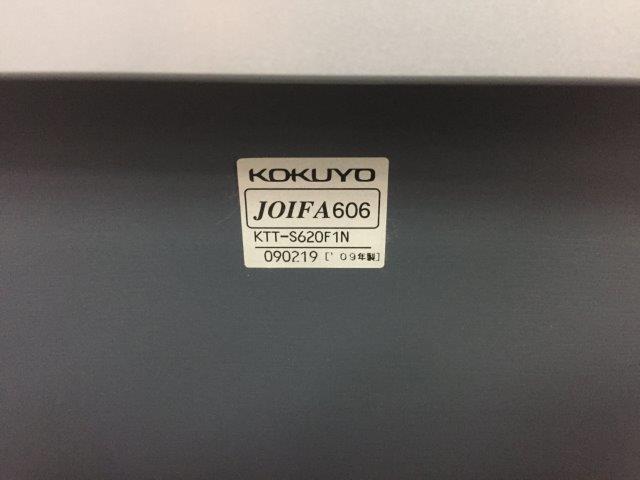 KOKUYO
JOIFA606
KTT-S620F1N
090219 [' 09年製]